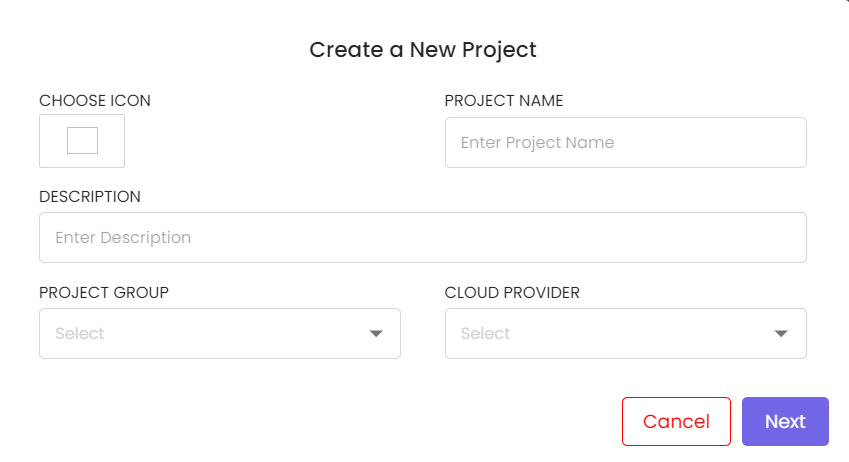 Create a New Project
CHOOSE ICON
PROJECT NAME
Enter Project Name
DESCRIPTION
Enter Description
PROJECT GROUP
CLOUD PROVIDER
Select
Select
Cancel
Next